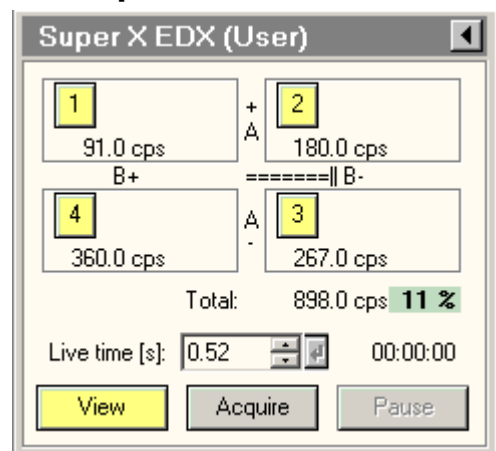 Super X EDX (User)
1 + 2
91.0 cps A 180.0 cps
B+ =======|| B-
4 A 3
360.0 cps - 267.0 cps
Total: 898.0 cps 11 %
Live time [s]: 0.52 00:00:00
View Acquire Pause